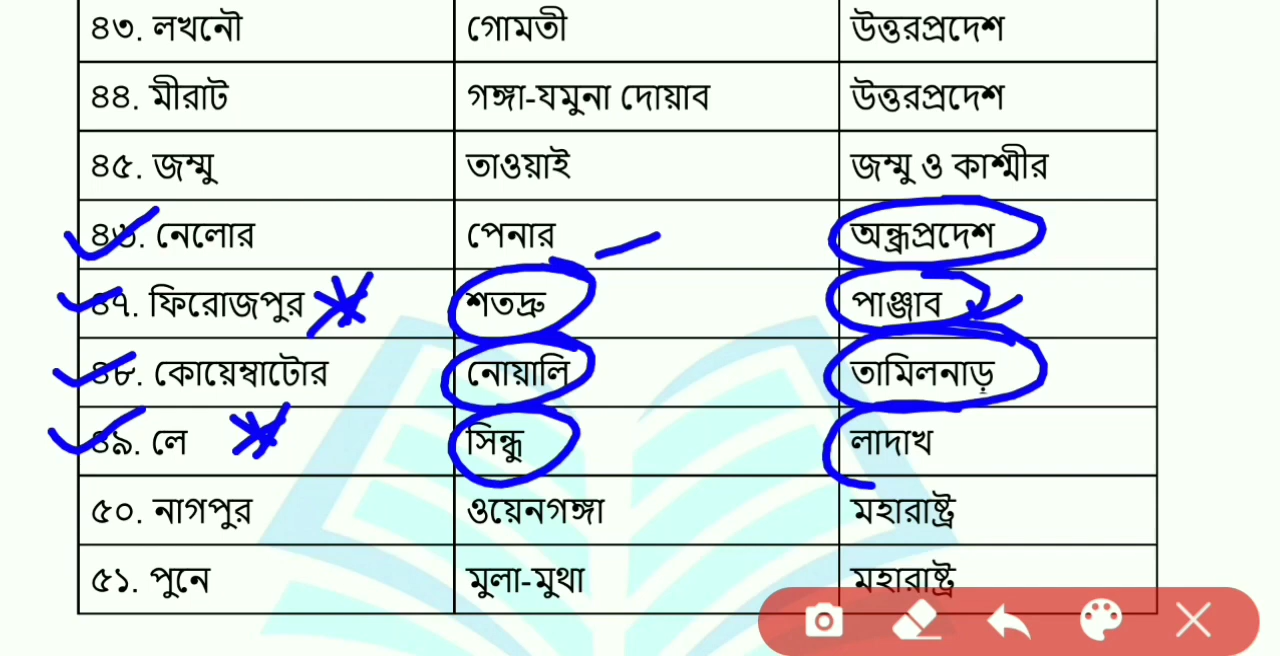 ৪৩. লখনৌ গোমতী উত্তরপ্রদেশ
৪৪. মীরাট গঙ্গা-যমুনা দোয়াব উত্তরপ্রদেশ
৪৫. জম্মু তাওয়াই জম্মু ও কাশ্মীর
৪৬. নেলোর পেনার অন্ধ্রপ্রদেশ
৪৭. ফিরোজপুর শতদ্রু পাঞ্জাব
৪৮. কোয়েম্বাটোর নোয়ালি তামিলনাড়ু
৪৯. লে সিন্ধু লাদাখ
৫০. নাগপুর ওয়েনগঙ্গা মহারাষ্ট্র
৫১. পুনে মুলা-মুথা মহারাষ্ট্র